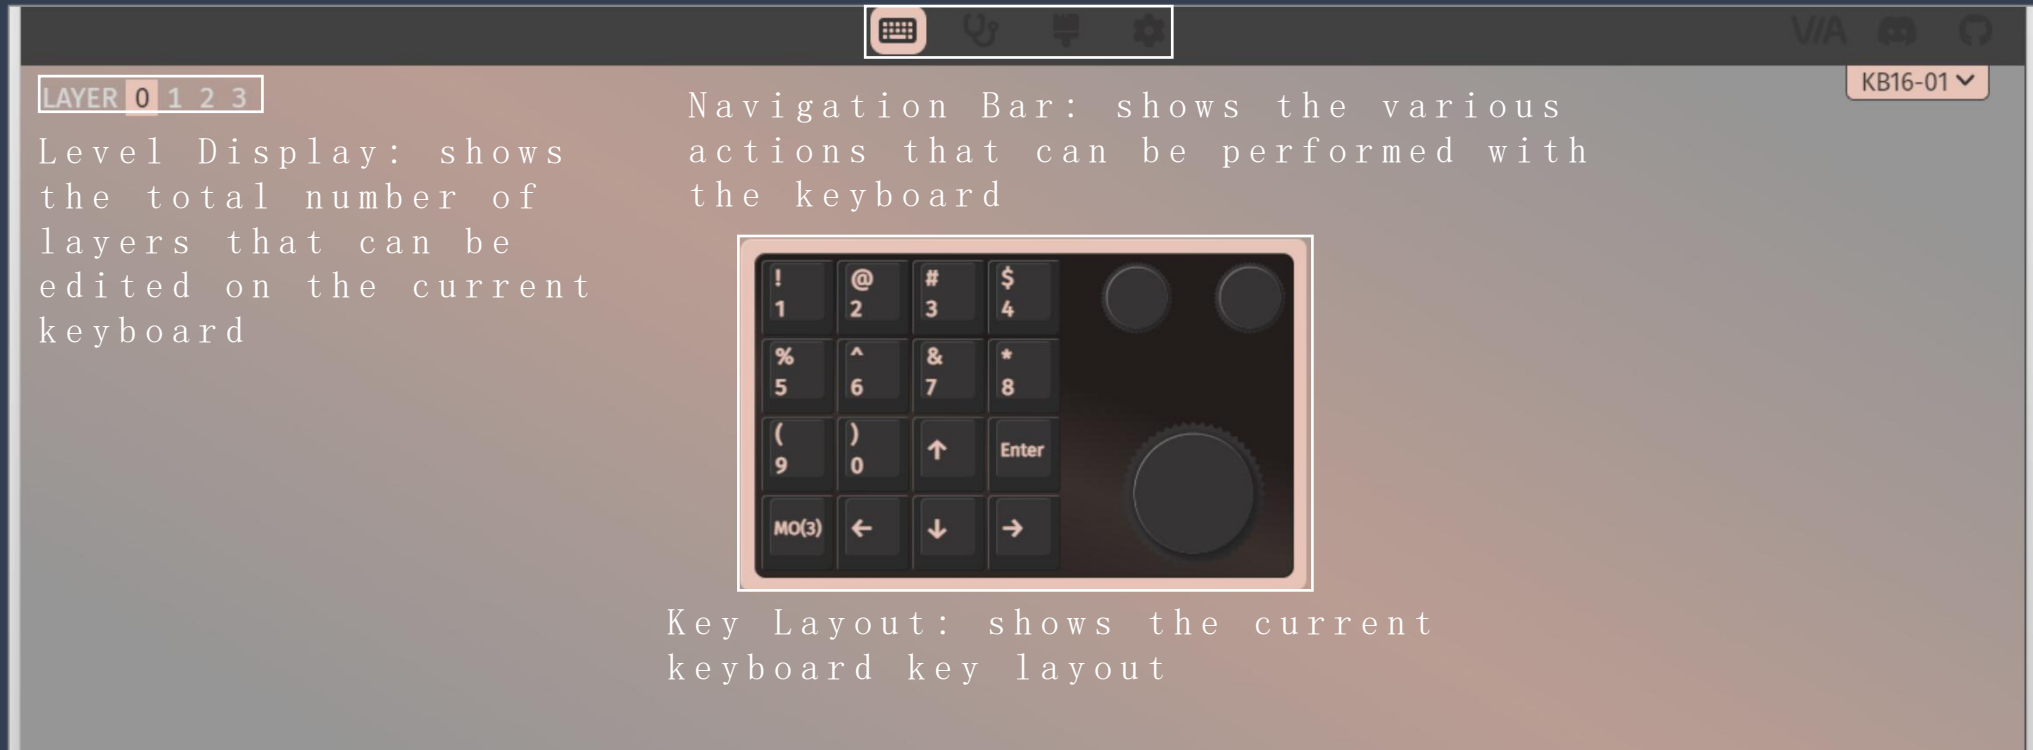 VIA
LAYER 0 1 2 3
KB16-01
Level Display: shows
the total number of
layers that can be
edited on the current
keyboard
Navigation Bar: shows the various
actions that can be performed with
the keyboard
! @ # $
1 2 3 4
% ^ & *
5 6 7 8
( ) ↑ Enter
9 0
MO(3) ← ↓ →
Key Layout: shows the current
keyboard key layout